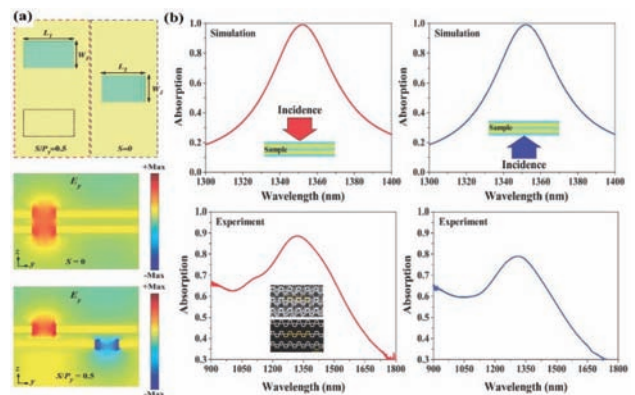 (a)
L1
W1
L2
W2
S/Py=0.5
S=0
Ey
+Max
z
y
S = 0
-Max
Ey
+Max
z
y
S/Py = 0.5
-Max
(b)
Simulation
Incidence
Sample
Absorption
1.0
0.8
0.6
0.4
0.2
0.0
1300 1320 1340 1360 1380 1400
Wavelength (nm)
Simulation
Sample
Incidence
Absorption
1.0
0.8
0.6
0.4
0.2
0.0
1300 1320 1340 1360 1380 1400
Wavelength (nm)
Experiment
Absorption
1.0
0.9
0.8
0.7
0.6
0.5
0.4
0.3
900 1050 1200 1350 1500 1650 1800
Wavelength (nm)
Experiment
Absorption
1.0
0.9
0.8
0.7
0.6
0.5
0.4
0.3
900 1050 1200 1350 1500 1650 1800
Wavelength (nm)